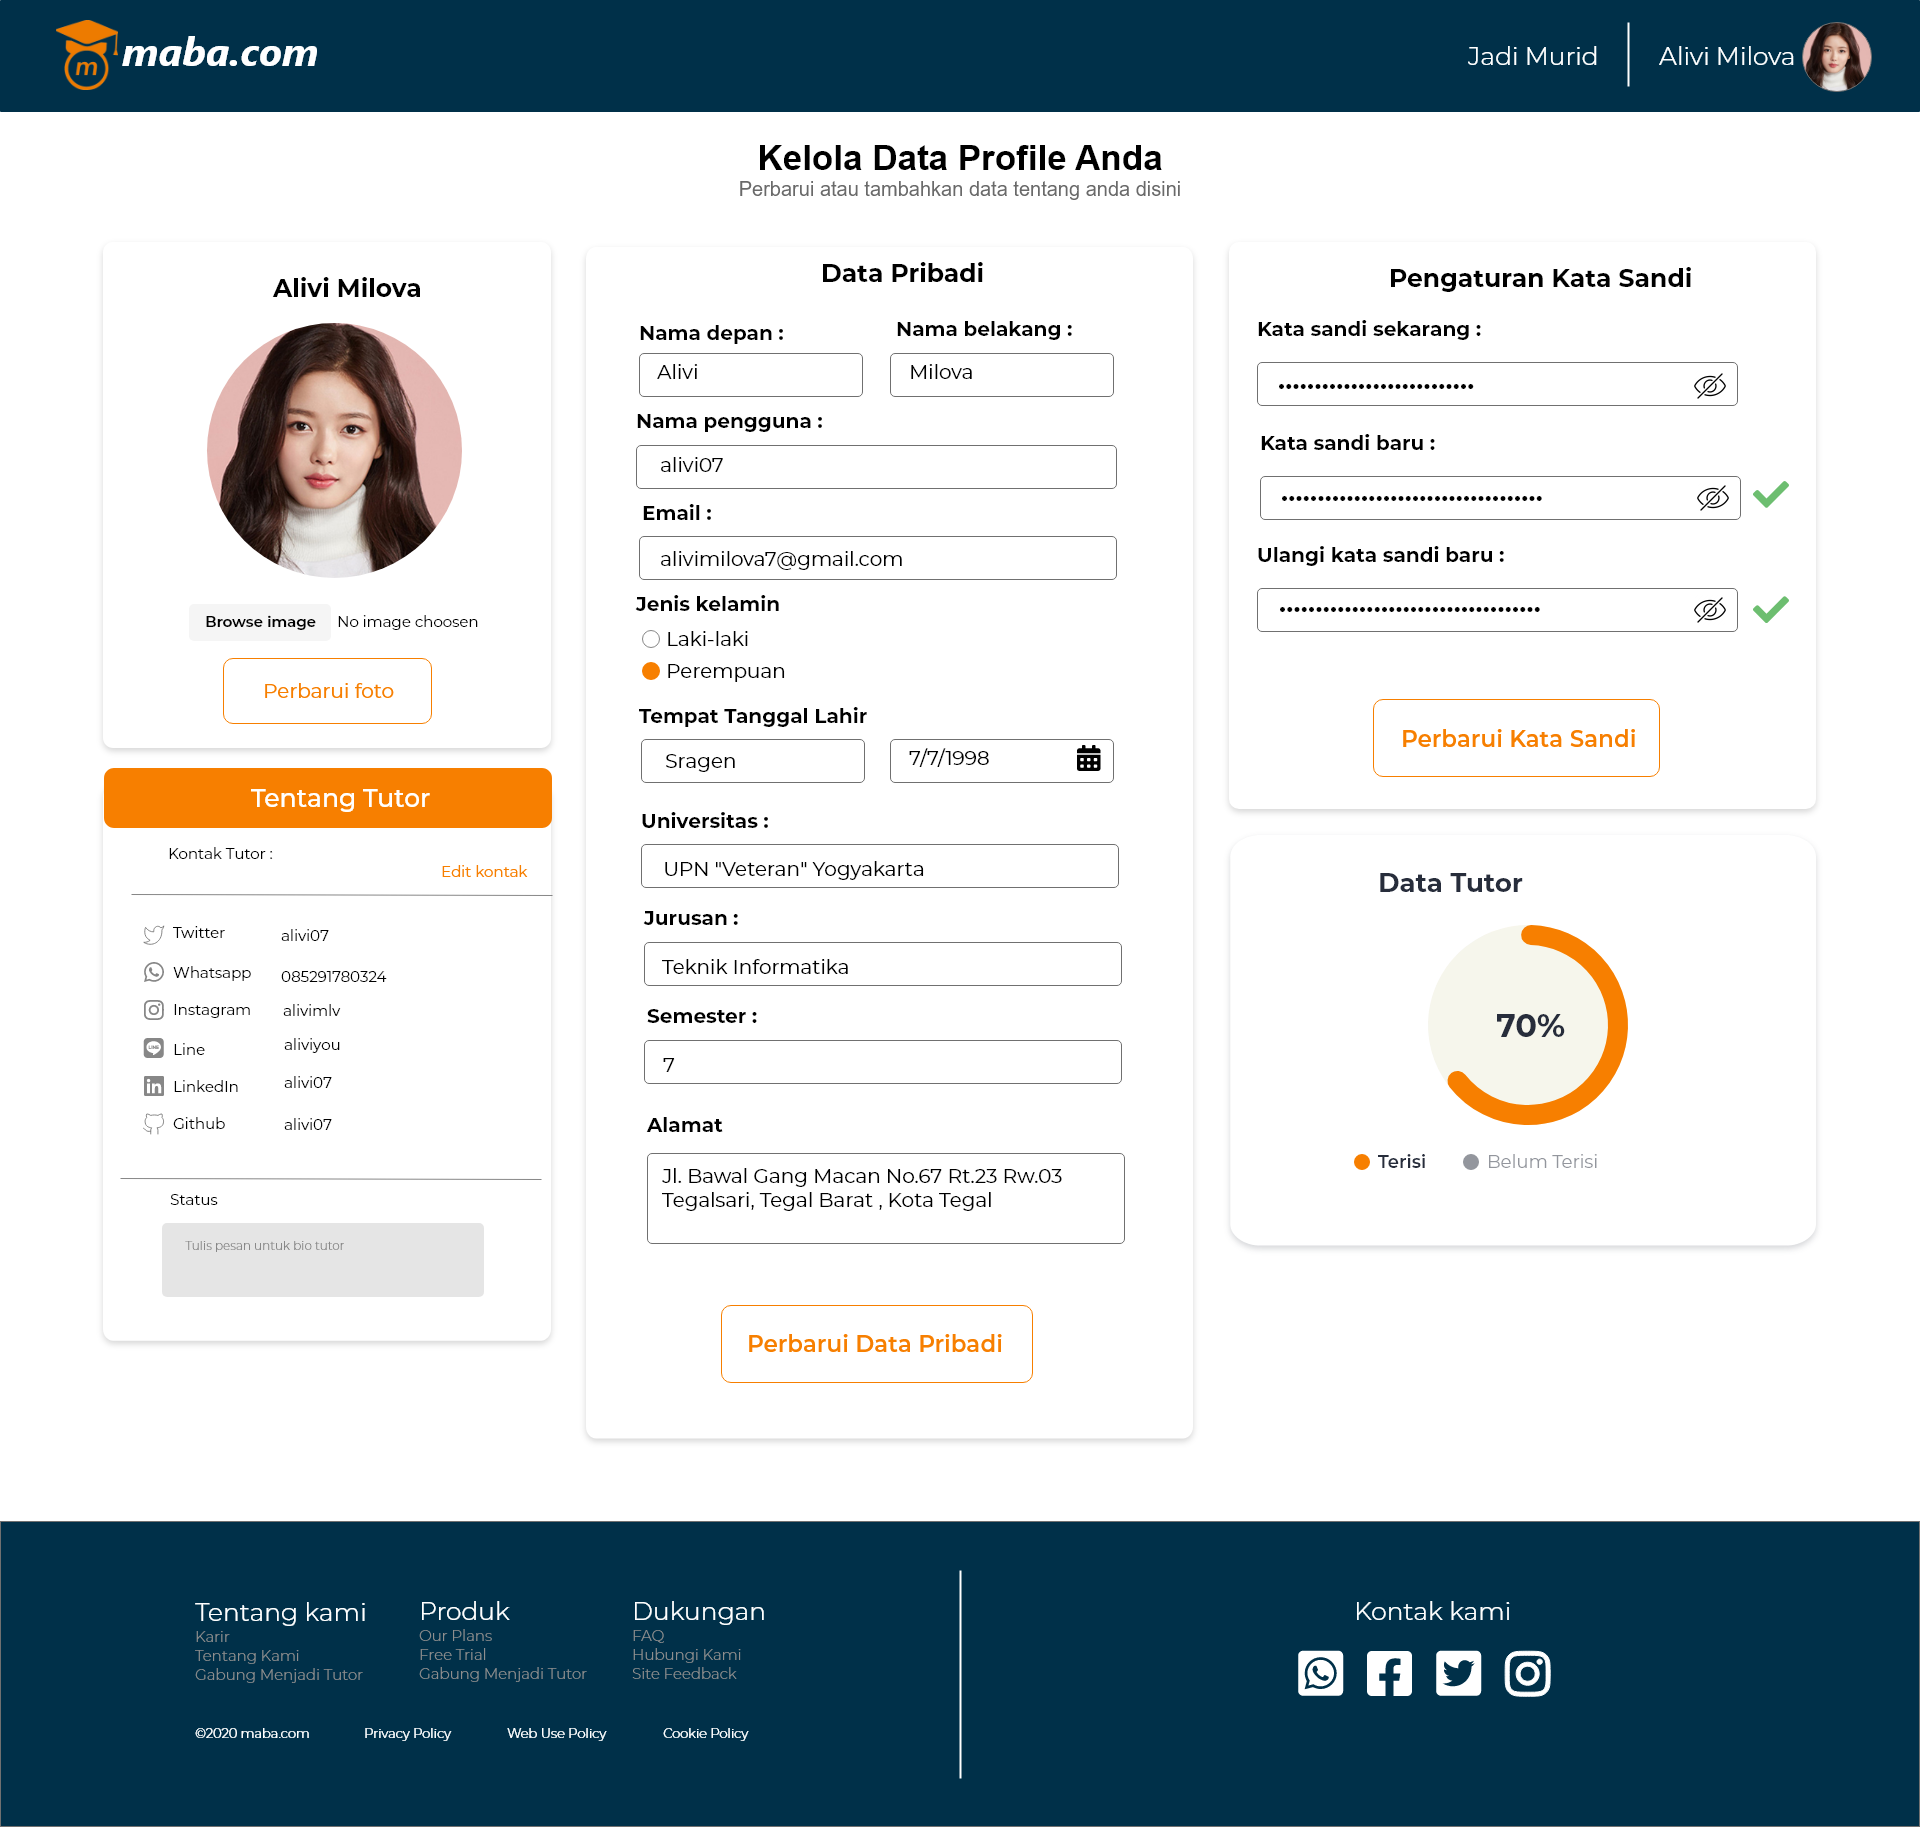 m maba.com
Jadi Murid
Alivi Milova
Kelola Data Profile Anda
Perbarui atau tambahkan data tentang anda disini
Alivi Milova
Browse image No image choosen
Perbarui foto
Tentang Tutor
Kontak Tutor :
Edit kontak
Twitter alivi07
Whatsapp 085291780324
Instagram alivimlv
Line aliviyou
LinkedIn alivi07
Github alivi07
Status
Tulis pesan untuk bio tutor
Data Pribadi
Nama depan : Nama belakang :
Alivi Milova
Nama pengguna :
alivi07
Email :
alivimilova7@gmail.com
Jenis kelamin
Laki-laki
Perempuan
Tempat Tanggal Lahir
Sragen 7/7/1998
Universitas :
UPN "Veteran" Yogyakarta
Jurusan :
Teknik Informatika
Semester :
7
Alamat
Jl. Bawal Gang Macan No.67 Rt.23 Rw.03
Tegalsari, Tegal Barat , Kota Tegal
Perbarui Data Pribadi
Pengaturan Kata Sandi
Kata sandi sekarang :
Kata sandi baru :
Ulangi kata sandi baru :
Perbarui Kata Sandi
Data Tutor
70%
Terisi Belum Terisi
Tentang kami
Karir
Tentang Kami
Gabung Menjadi Tutor
Produk
Our Plans
Free Trial
Gabung Menjadi Tutor
Dukungan
FAQ
Hubungi Kami
Site Feedback
©2020 maba.com Privacy Policy Web Use Policy Cookie Policy
Kontak kami